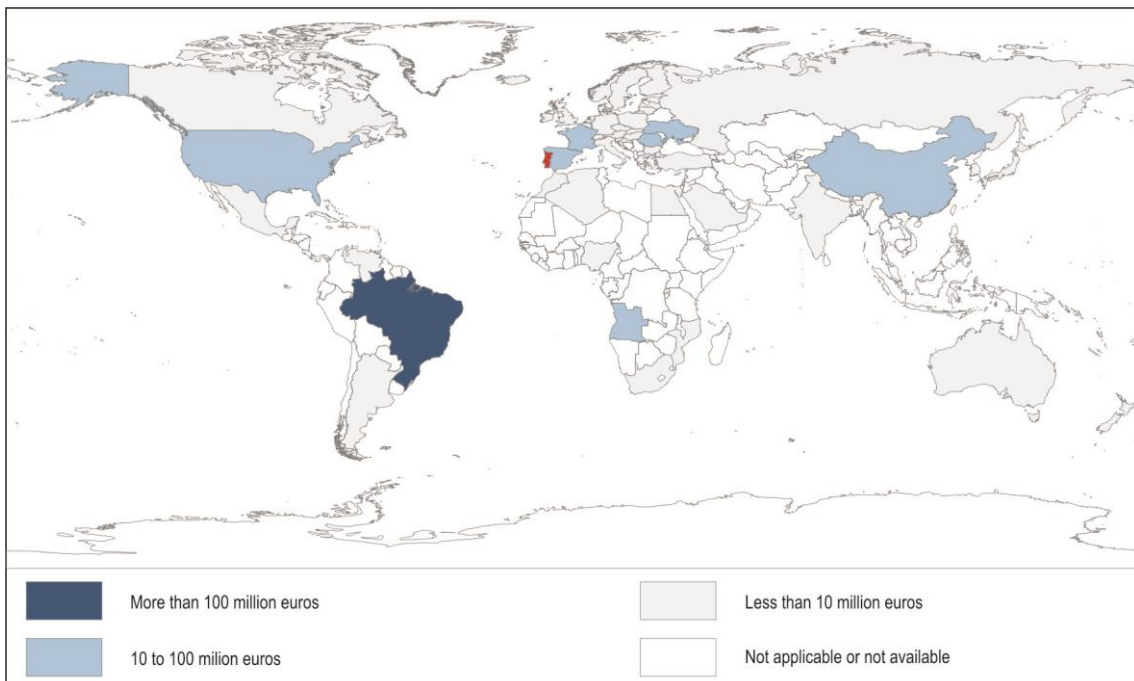 More than 100 million euros
Less than 10 million euros
10 to 100 milion euros
Not applicable or not available